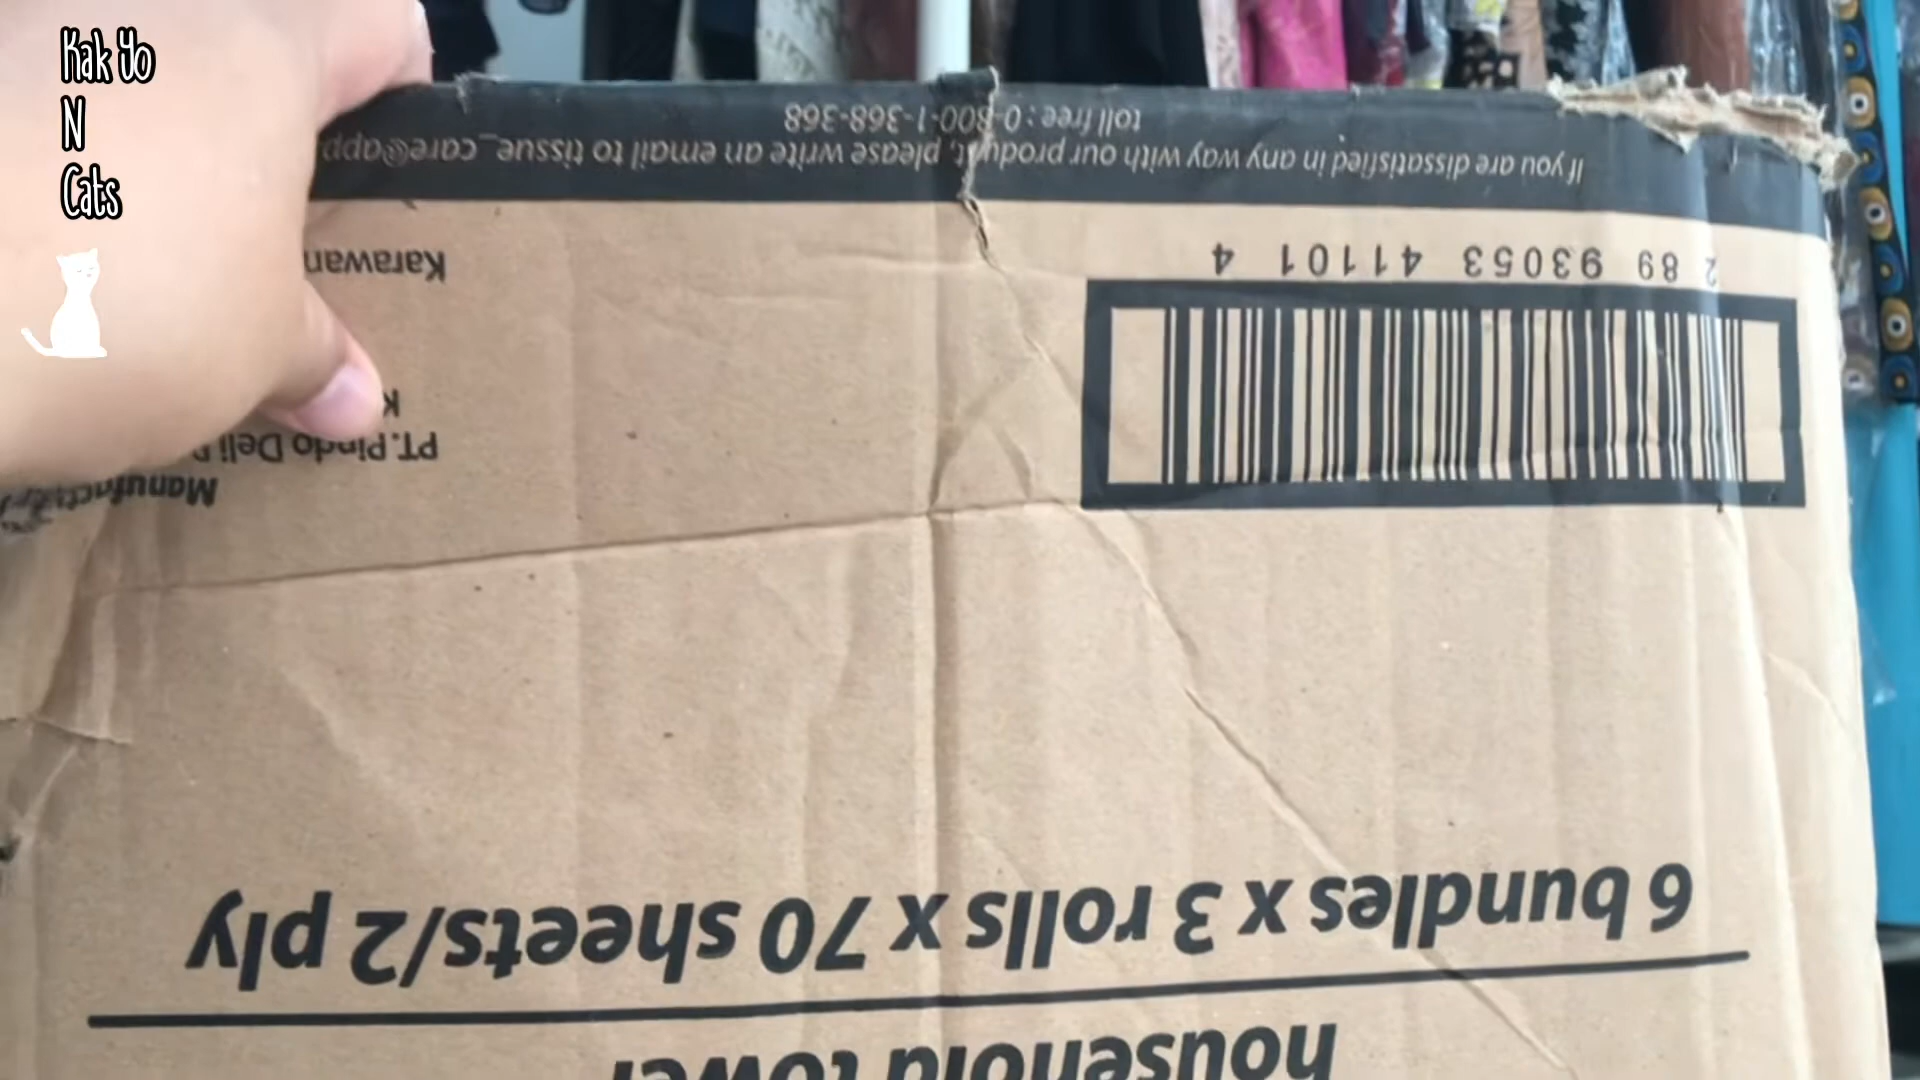 Kak Yo
N
Cats
household towel
6 bundles x 3 rolls x 70 sheets/2 ply
2 89 93053 41101 4
PT. Pindo Deli
If you are dissatisfied in any way with our product, please write an email to tissue_care@app
toll free : 0-800-1-368-368